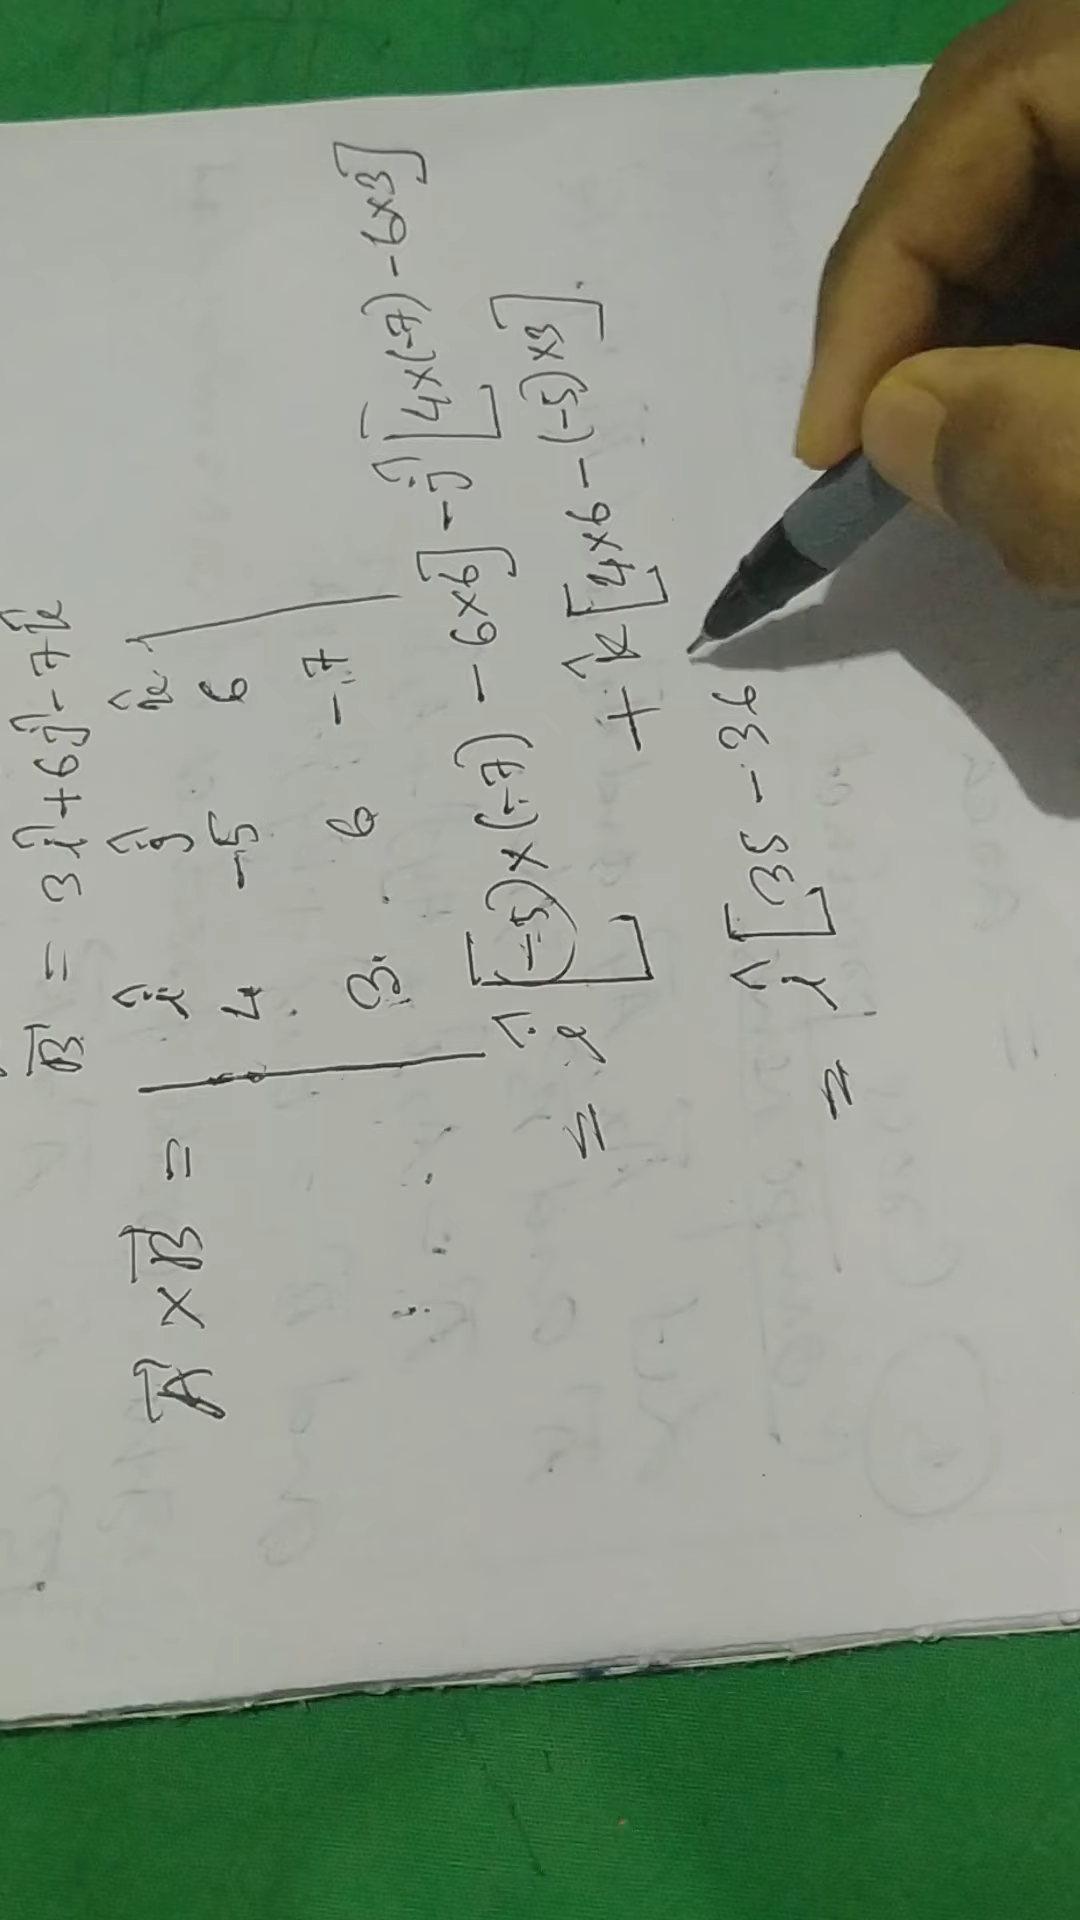 B̅ = 3î+6ĵ-7k̂
A̅ × B̅ = | î ĵ k̂ |
4 -5 6
3 6 -7
= î [(-5)×(-7) - 6×6] - ĵ [4×(-7) - 6×3]
+ k̂ [4×6 - (-5)×3].
= î [35 - 36